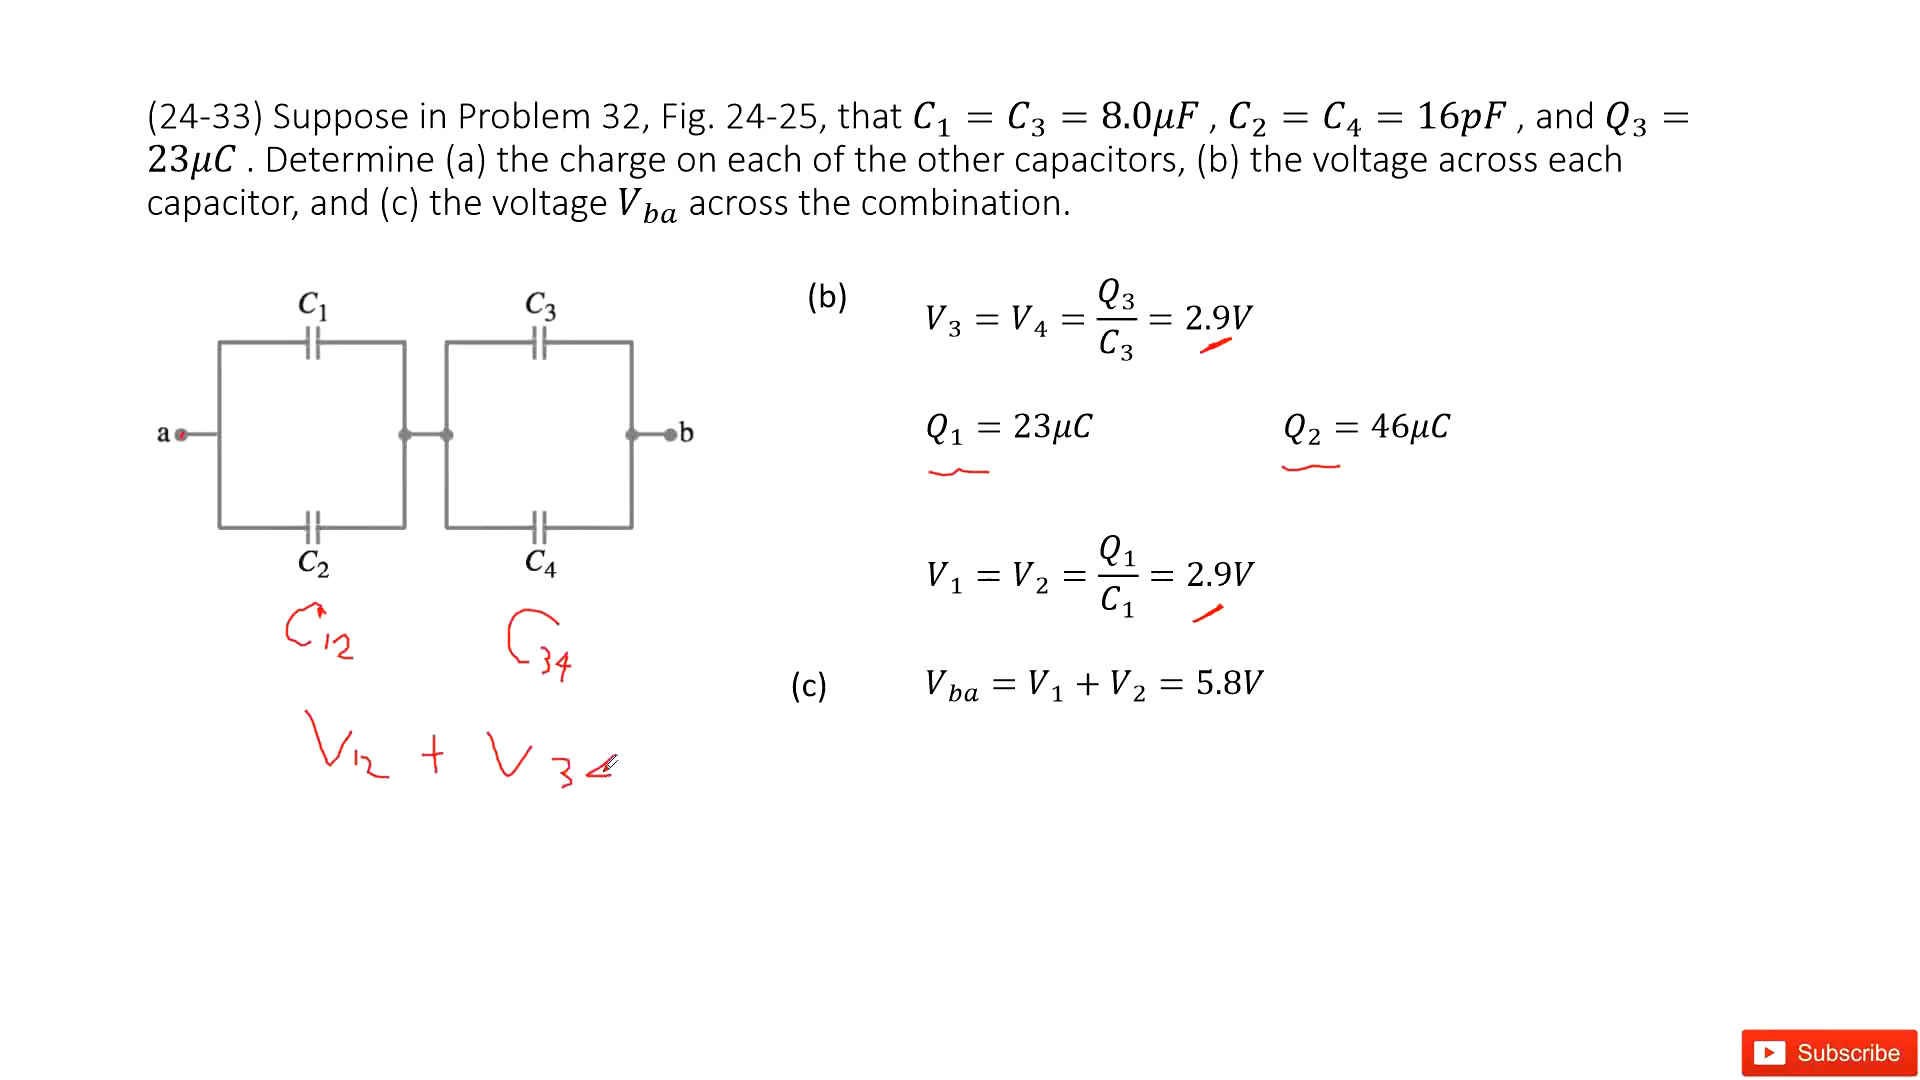 (24-33) Suppose in Problem 32, Fig. 24-25, that C₁ = C₃ = 8.0μF , C₂ = C₄ = 16pF , and Q₃ =
23μC . Determine (a) the charge on each of the other capacitors, (b) the voltage across each
capacitor, and (c) the voltage V_ba across the combination.
C₁ C₃
a b
C₂ C₄
C₁₂ C₃₄
V₁₂ + V₃₄
(b) V₃ = V₄ = Q₃/C₃ = 2.9V
Q₁ = 23μC Q₂ = 46μC
V₁ = V₂ = Q₁/C₁ = 2.9V
(c) V_ba = V₁ + V₂ = 5.8V
Subscribe